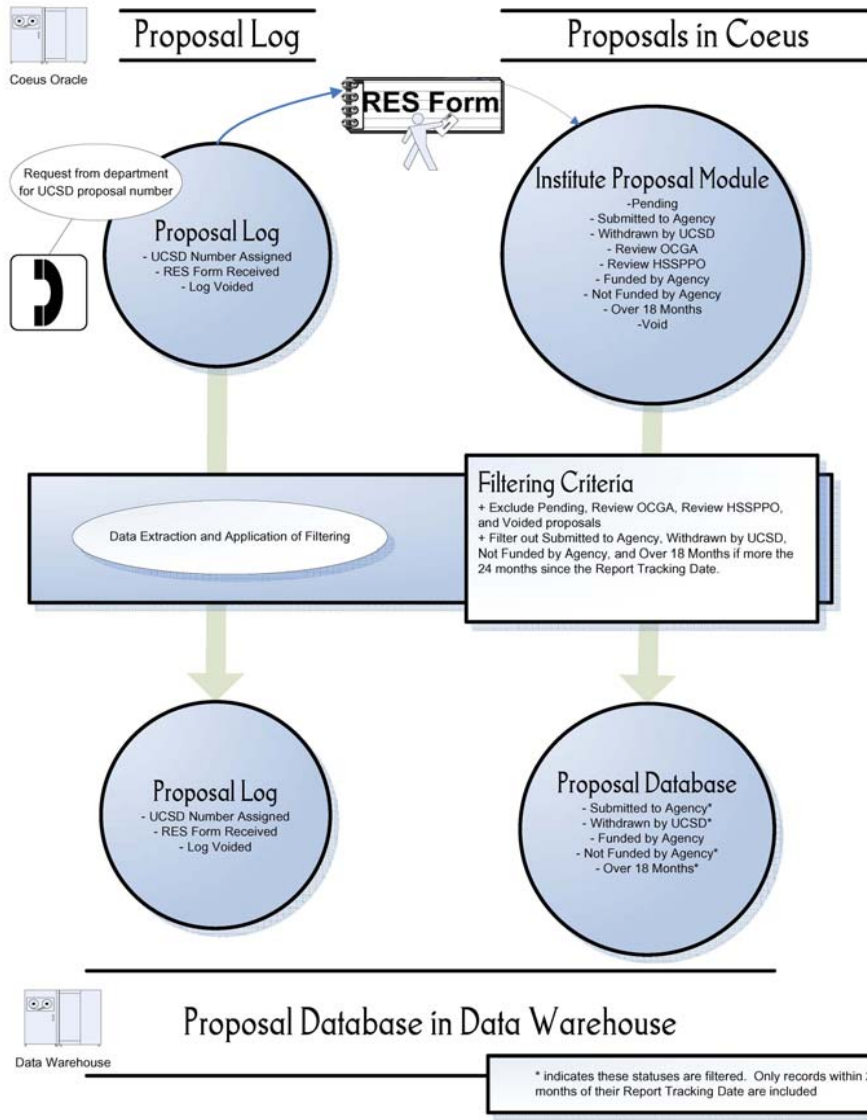 Proposal Log
Proposals in Coeus
Coeus Oracle
RES Form
Request from department
for UCSD proposal number
Proposal Log
- UCSD Number Assigned
- RES Form Received
- Log Voided
Institute Proposal Module
-Pending
- Submitted to Agency
- Withdrawn by UCSD
- Review OCGA
- Review HSSPPO
- Funded by Agency
- Not Funded by Agency
- Over 18 Months
-Void
Data Extraction and Application of Filtering
Filtering Criteria
+ Exclude Pending, Review OCGA, Review HSSPPO,
and Voided proposals
+ Filter out Submitted to Agency, Withdrawn by UCSD,
Not Funded by Agency, and Over 18 Months if more the
24 months since the Report Tracking Date.
Proposal Log
- UCSD Number Assigned
- RES Form Received
- Log Voided
Proposal Database
- Submitted to Agency*
- Withdrawn by UCSD*
- Funded by Agency
- Not Funded by Agency*
- Over 18 Months*
Data Warehouse
Proposal Database in Data Warehouse
* indicates these statuses are filtered. Only records within
months of their Report Tracking Date are included